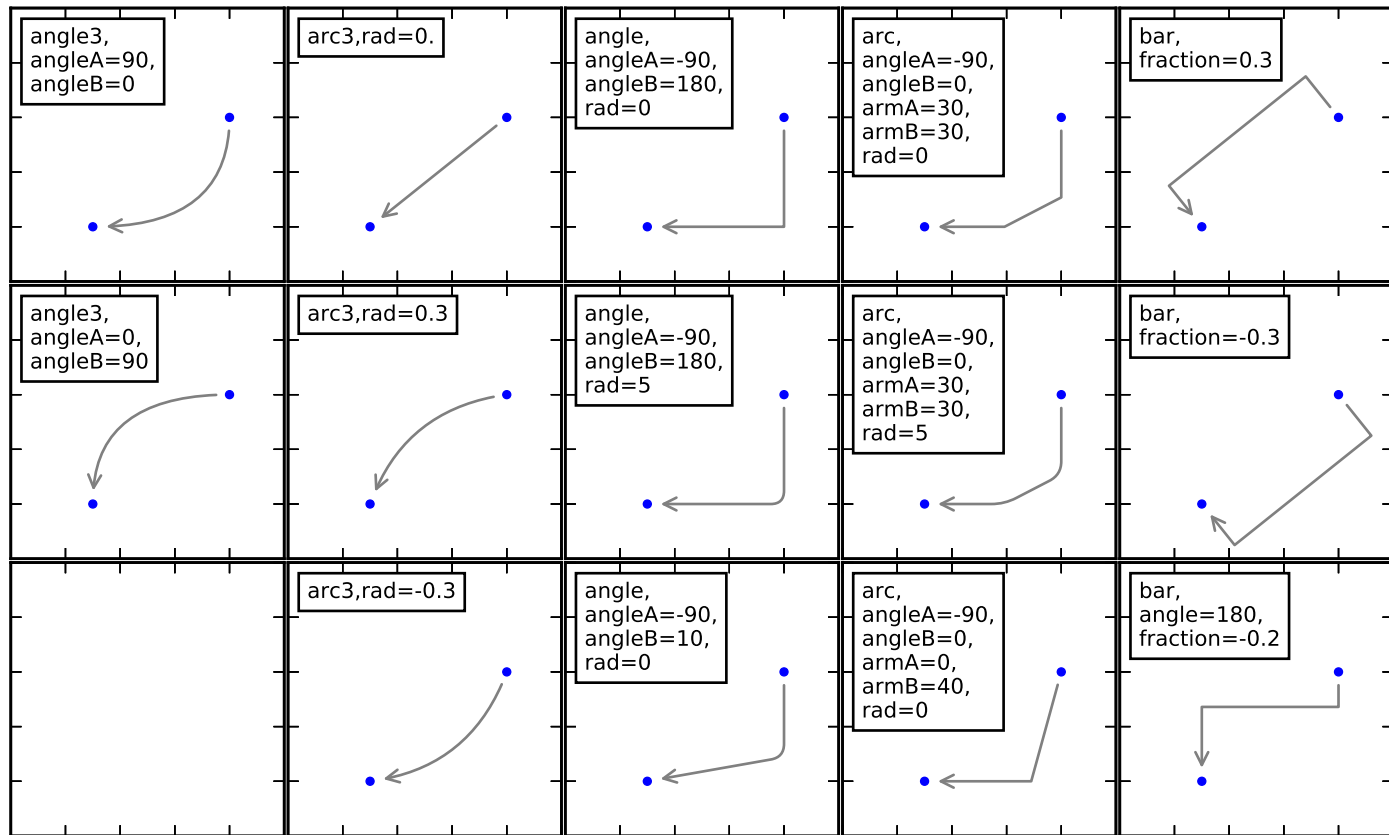 angle3,
angleA=90,
angleB=0
arc3,rad=0.
angle,
angleA=-90,
angleB=180,
rad=0
arc,
angleA=-90,
angleB=0,
armA=30,
armB=30,
rad=0
bar,
fraction=0.3
angle3,
angleA=0,
angleB=90
arc3,rad=0.3
angle,
angleA=-90,
angleB=180,
rad=5
arc,
angleA=-90,
angleB=0,
armA=30,
armB=30,
rad=5
bar,
fraction=-0.3
arc3,rad=-0.3
angle,
angleA=-90,
angleB=10,
rad=0
arc,
angleA=-90,
angleB=0,
armA=0,
armB=40,
rad=0
bar,
angle=180,
fraction=-0.2